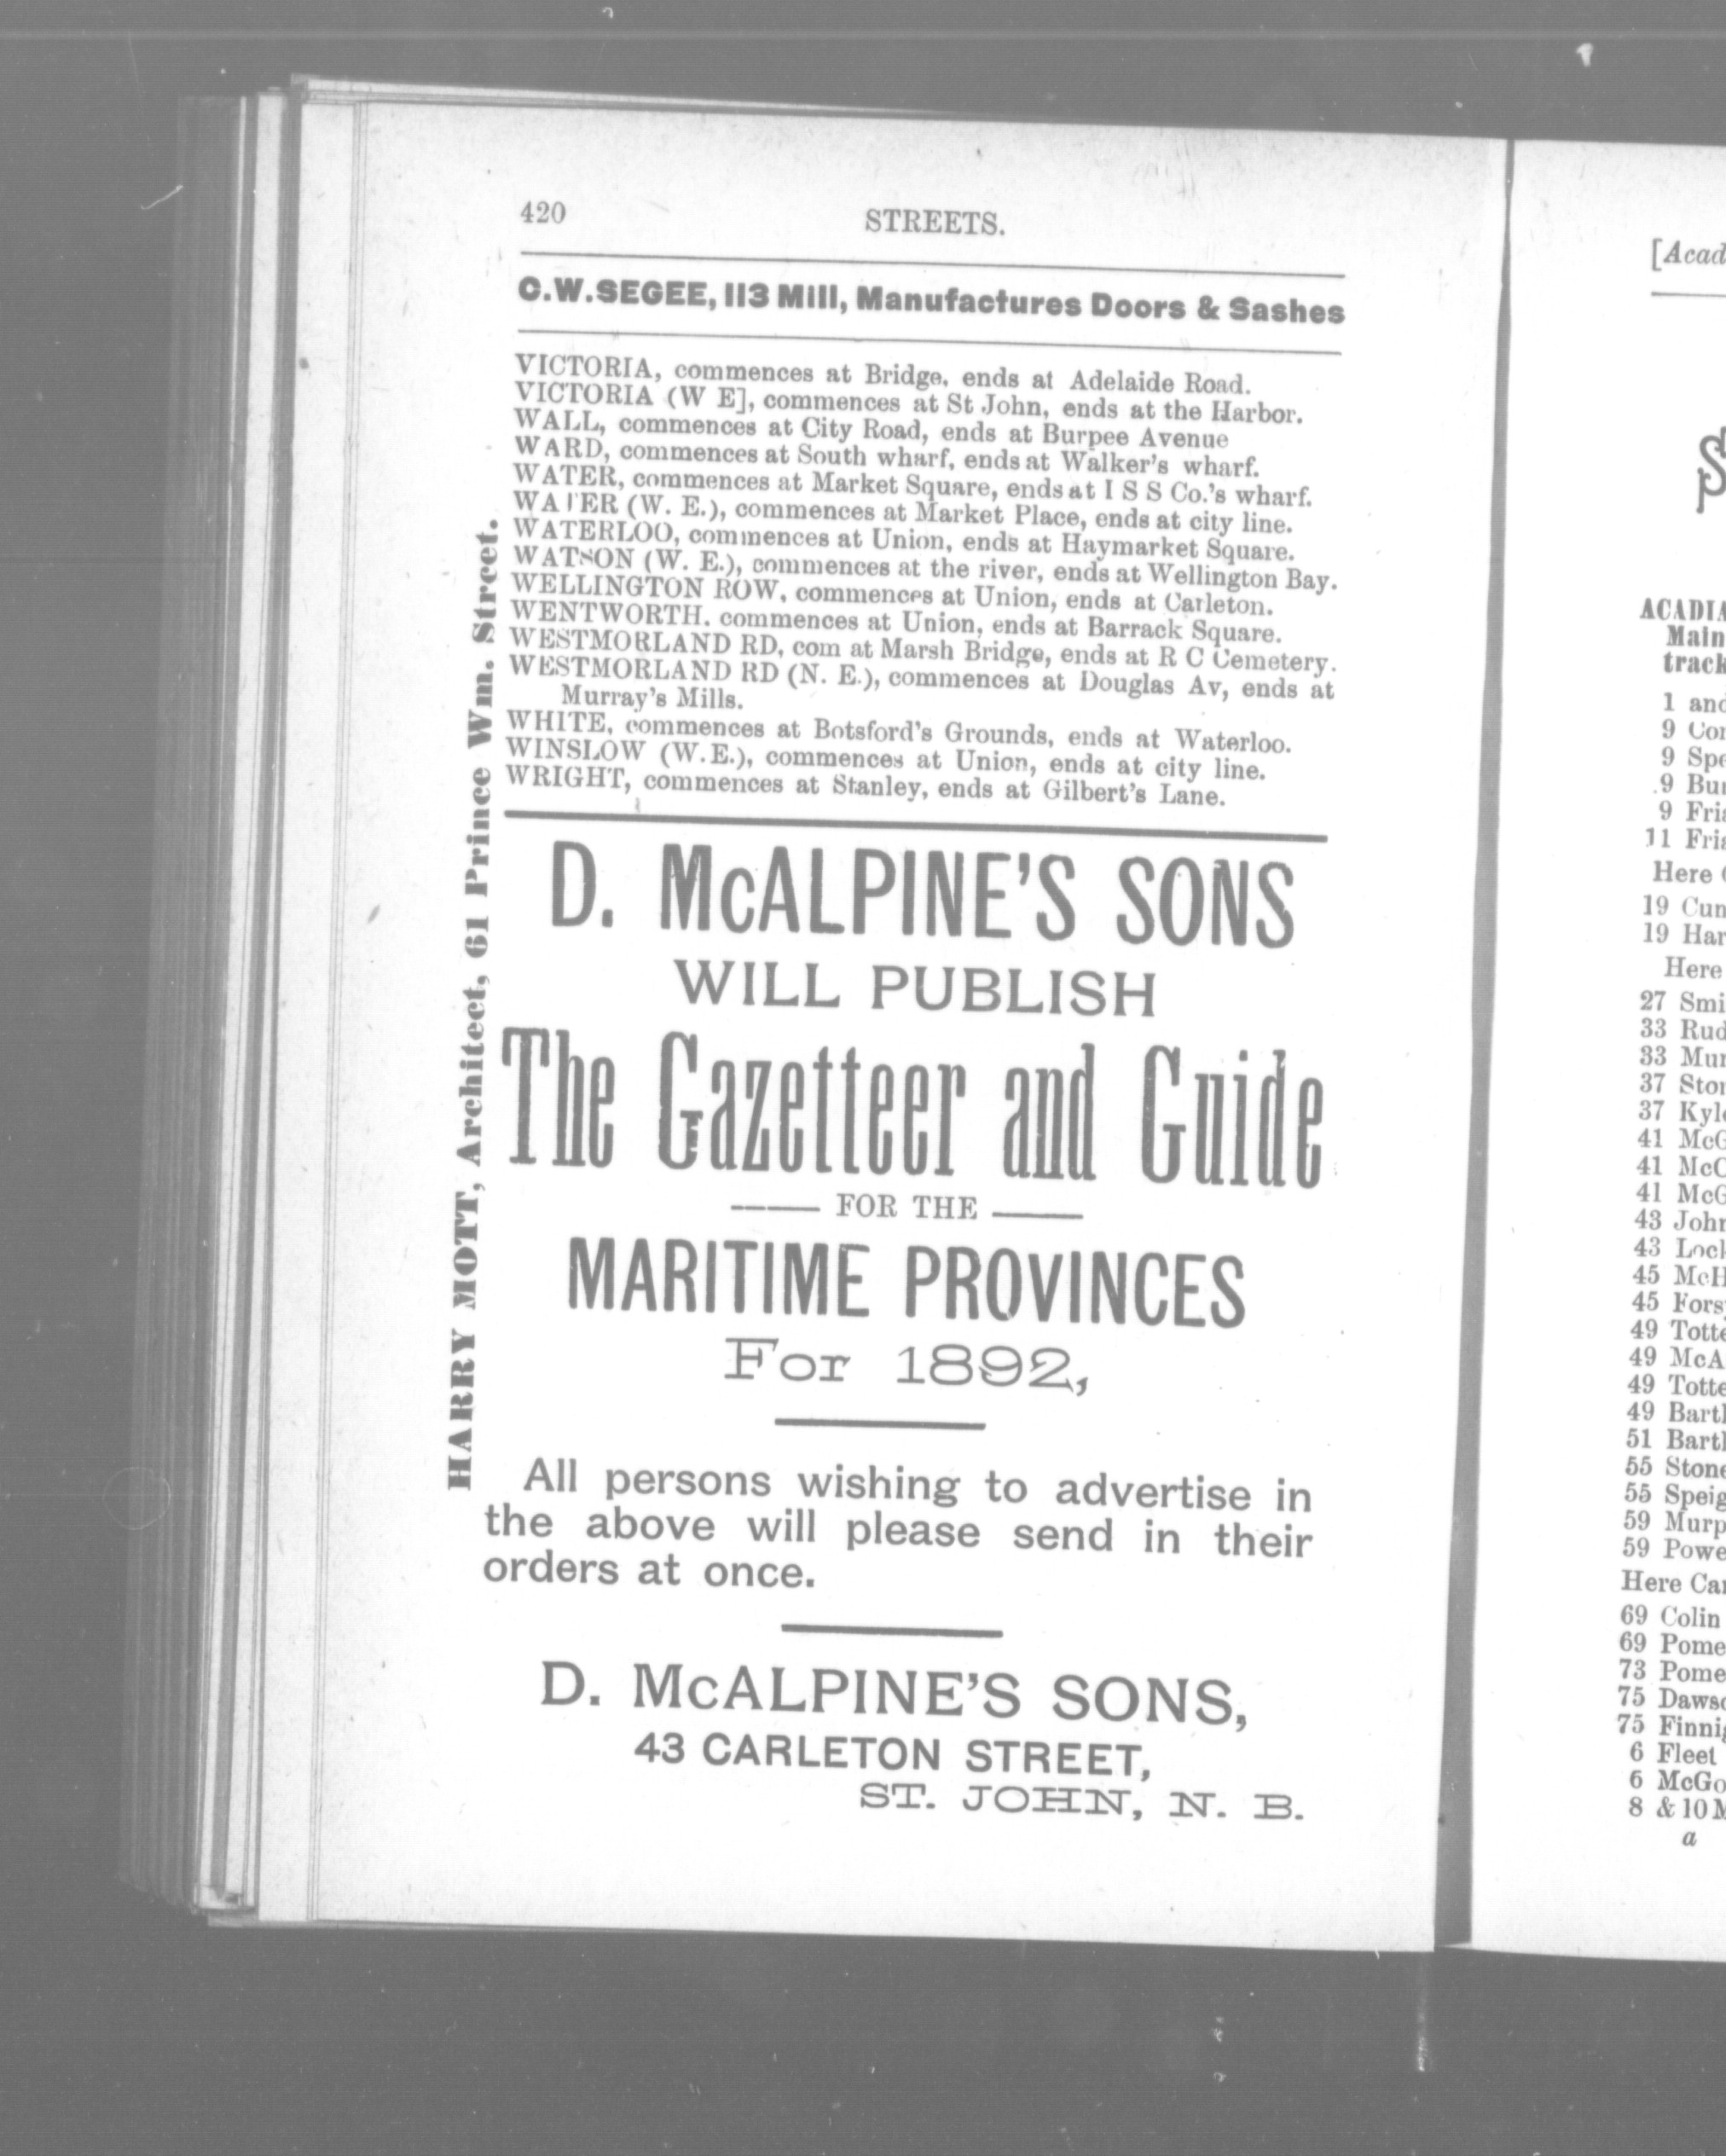 420
STREETS.
C.W.SEGEE, 113 Mill, Manufactures Doors & Sashes
VICTORIA, commences at Bridge, ends at Adelaide Road.
VICTORIA (W E], commences at St John, ends at the Harbor.
WALL, commences at City Road, ends at Burpee Avenue
WARD, commences at South wharf, ends at Walker's wharf.
WATER, commences at Market Square, ends at I S S Co.'s wharf.
WATER (W. E.), commences at Market Place, ends at city line.
WATERLOO, commences at Union, ends at Haymarket Square.
WATSON (W. E.), commences at the river, ends at Wellington Bay.
WELLINGTON ROW, commences at Union, ends at Carleton.
WENTWORTH. commences at Union, ends at Barrack Square.
WESTMORLAND RD, com at Marsh Bridge, ends at R C Cemetery.
WESTMORLAND RD (N. E.), commences at Douglas Av, ends at
Murray's Mills.
WHITE, commences at Botsford's Grounds, ends at Waterloo.
WINSLOW (W.E.), commences at Union, ends at city line.
WRIGHT, commences at Stanley, ends at Gilbert's Lane.
HARRY MOTT, Architect, 61 Prince Wm. Street.
D. McALPINE'S SONS
WILL PUBLISH
The Gazetteer and Guide
FOR THE
MARITIME PROVINCES
For 1892,
All persons wishing to advertise in
the above will please send in their
orders at once.
D. McALPINE'S SONS,
43 CARLETON STREET,
ST. JOHN, N. B.
[Acad
S
ACADIA
Main
track
1 and
9 Cor
9 Spe
9 Bur
9 Fria
11 Fria
Here
19 Cun
19 Har
Here
27 Smi
33 Rud
33 Mur
37 Stor
37 Kyle
41 McG
41 McC
41 McG
43 John
43 Lock
45 McH
45 Forsy
49 Totte
49 McA
49 Totte
49 Bartl
51 Bartl
55 Stone
55 Speig
59 Murp
59 Powe
Here Car
69 Colin
69 Pome
73 Pome
75 Dawso
75 Finnig
6 Fleet
6 McGo
8 & 10 M
a